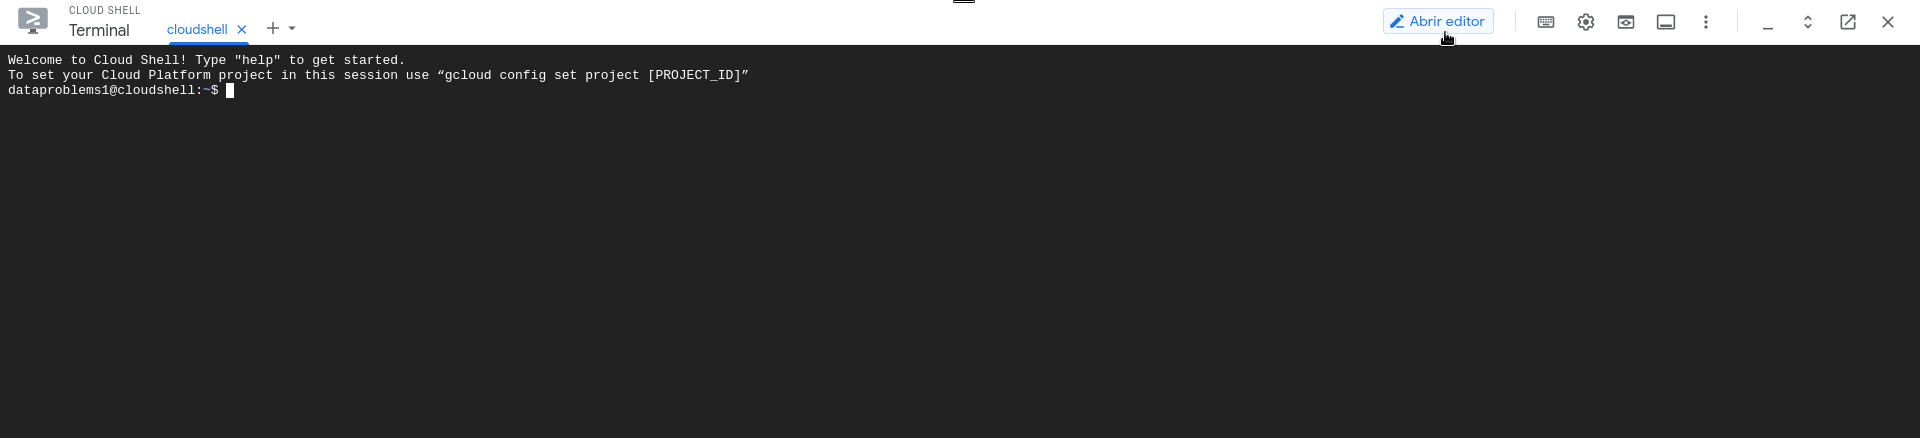 CLOUD SHELL
Terminal
cloudshell
Abrir editor
Welcome to Cloud Shell! Type "help" to get started.
To set your Cloud Platform project in this session use “gcloud config set project [PROJECT_ID]”
dataproblems1@cloudshell:~$